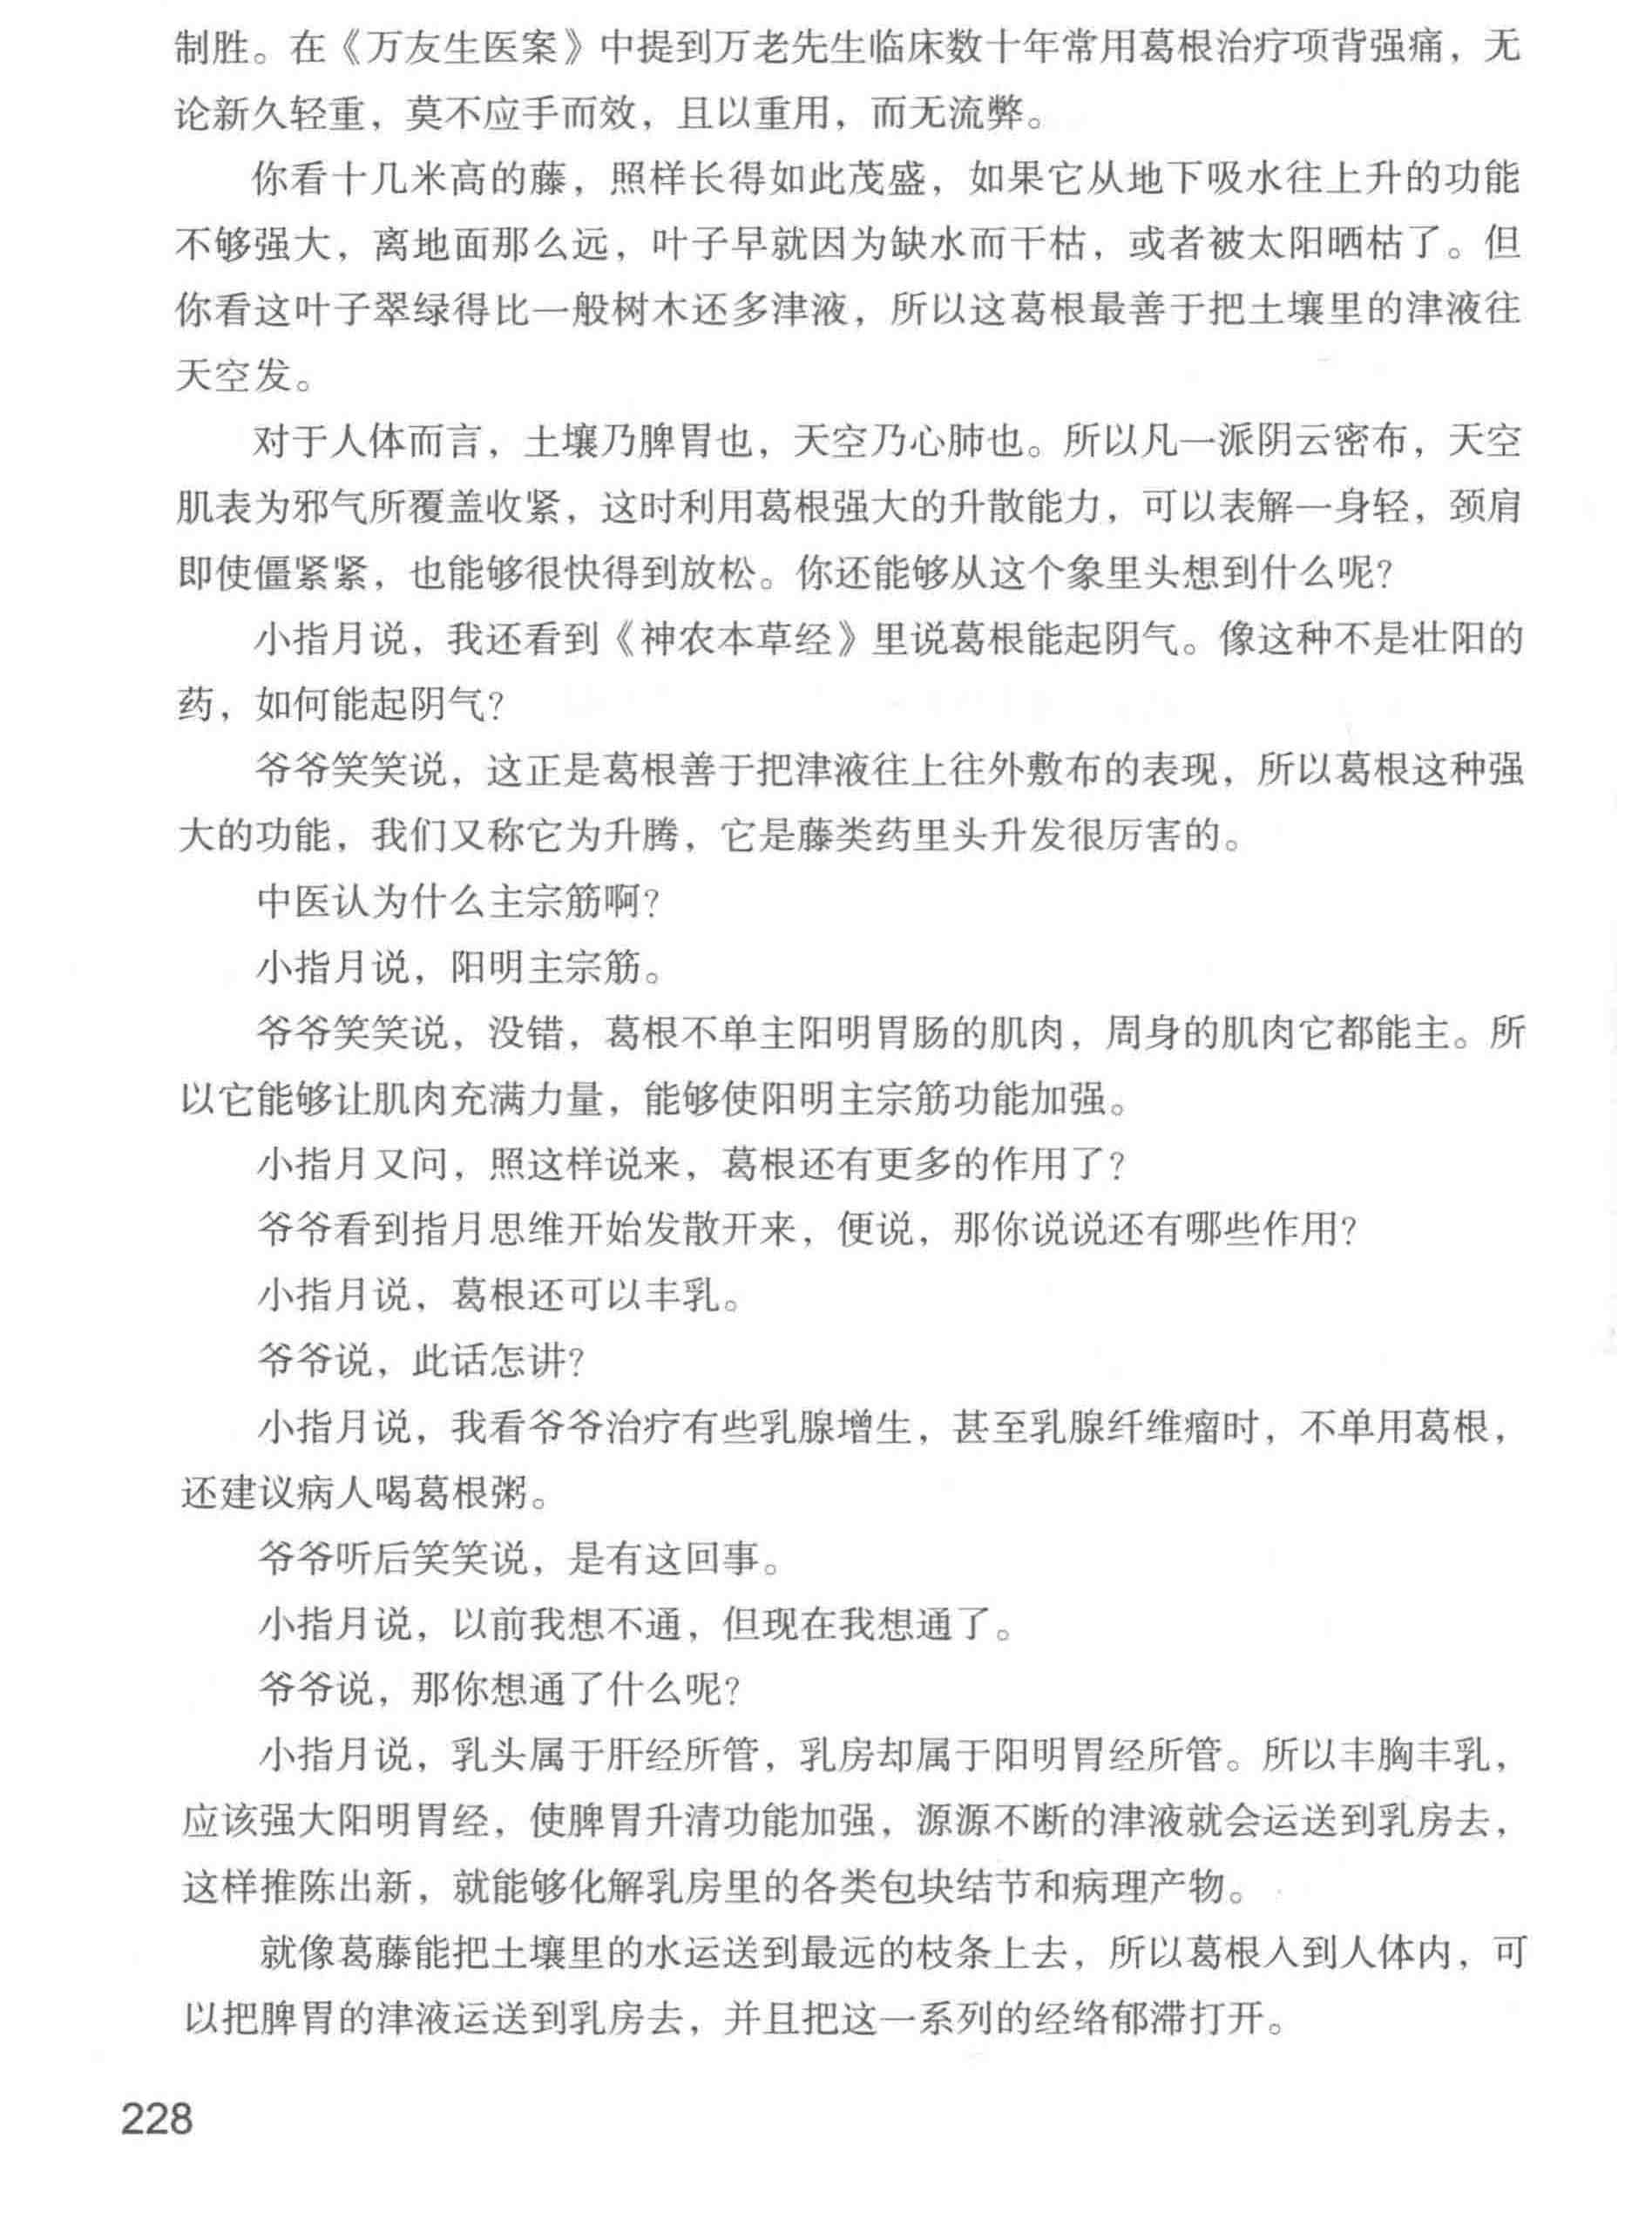 制胜。在《万友生医案》中提到万老先生临床数十年常用葛根治疗项背强痛，无
论新久轻重，莫不应手而效，且以重用，而无流弊。
你看十几米高的藤，照样长得如此茂盛，如果它从地下吸水往上升的功能
不够强大，离地面那么远，叶子早就因为缺水而干枯，或者被太阳晒枯了。但
你看这叶子翠绿得比一般树木还多津液，所以这葛根最善于把土壤里的津液往
天空发。
对于人体而言，土壤乃脾胃也，天空乃心肺也。所以凡一派阴云密布，天空
肌表为邪气所覆盖收紧，这时利用葛根强大的升散能力，可以表解一身轻，颈肩
即使僵紧紧，也能够很快得到放松。你还能够从这个象里头想到什么呢？
小指月说，我还看到《神农本草经》里说葛根能起阴气。像这种不是壮阳的
药，如何能起阴气？
爷爷笑笑说，这正是葛根善于把津液往上往外敷布的表现，所以葛根这种强
大的功能，我们又称它为升腾，它是藤类药里头升发很厉害的。
中医认为什么主宗筋啊？
小指月说，阳明主宗筋。
爷爷笑笑说，没错，葛根不单主阳明胃肠的肌肉，周身的肌肉它都能主。所
以它能够让肌肉充满力量，能够使阳明主宗筋功能加强。
小指月又问，照这样说来，葛根还有更多的作用了？
爷爷看到指月思维开始发散开来，便说，那你说说还有哪些作用？
小指月说，葛根还可以丰乳。
爷爷说，此话怎讲？
小指月说，我看爷爷治疗有些乳腺增生，甚至乳腺纤维瘤时，不单用葛根，
还建议病人喝葛根粥。
爷爷听后笑笑说，是有这回事。
小指月说，以前我想不通，但现在我想通了。
爷爷说，那你想通了什么呢？
小指月说，乳头属于肝经所管，乳房却属于阳明胃经所管。所以丰胸丰乳，
应该强大阳明胃经，使脾胃升清功能加强，源源不断的津液就会运送到乳房去，
这样推陈出新，就能够化解乳房里的各类包块结节和病理产物。
就像葛藤能把土壤里的水运送到最远的枝条上去，所以葛根入到人体内，可
以把脾胃的津液运送到乳房去，并且把这一系列的经络郁滞打开。
228